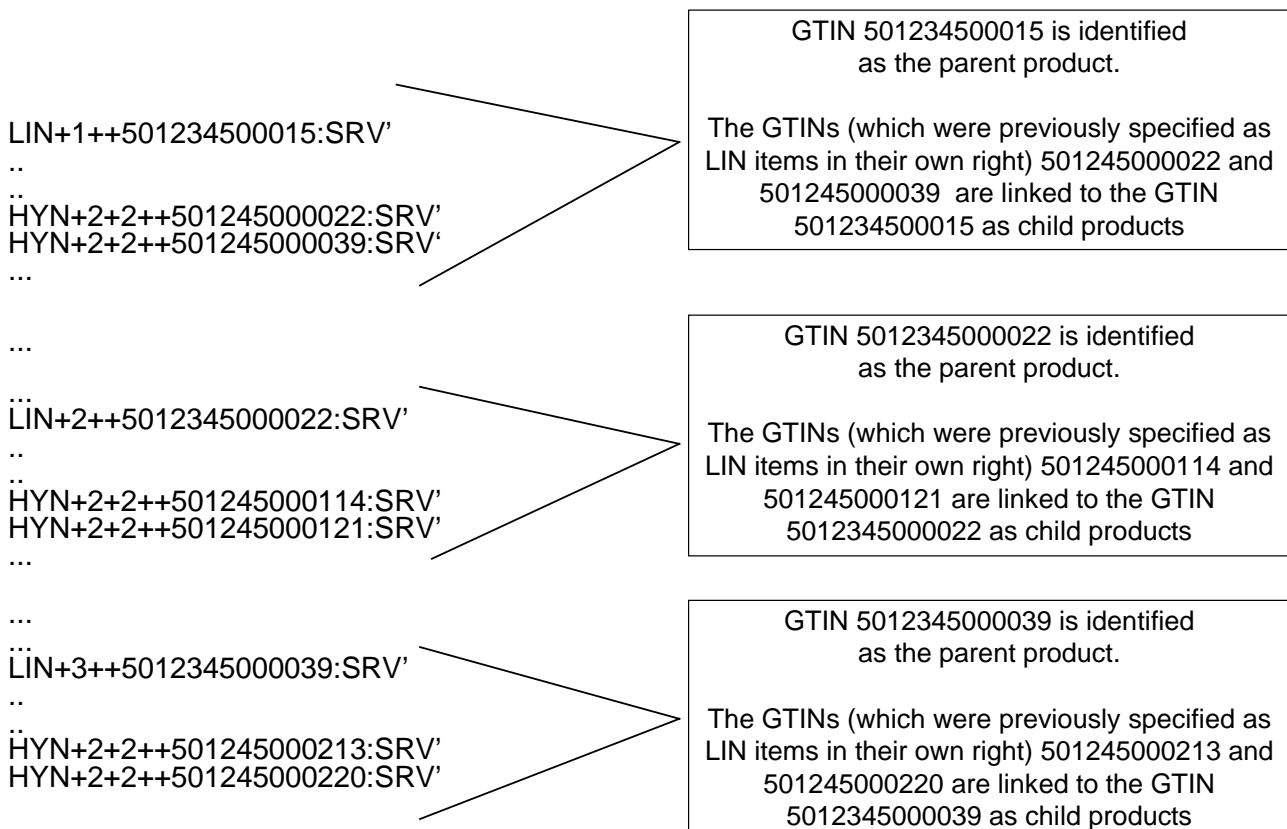 LIN+1++501234500015:SRV’
..
..
HYN+2+2++501245000022:SRV’
HYN+2+2++501245000039:SRV‘
...
GTIN 501234500015 is identified
as the parent product.
The GTINs (which were previously specified as
LIN items in their own right) 501245000022 and
501245000039 are linked to the GTIN
501234500015 as child products
...
...
LIN+2++5012345000022:SRV’
..
..
HYN+2+2++501245000114:SRV’
HYN+2+2++501245000121:SRV’
...
GTIN 5012345000022 is identified
as the parent product.
The GTINs (which were previously specified as
LIN items in their own right) 501245000114 and
501245000121 are linked to the GTIN
5012345000022 as child products
...
...
LIN+3++5012345000039:SRV’
..
..
HYN+2+2++501245000213:SRV’
HYN+2+2++501245000220:SRV’
GTIN 5012345000039 is identified
as the parent product.
The GTINs (which were previously specified as
LIN items in their own right) 501245000213 and
501245000220 are linked to the GTIN
5012345000039 as child products